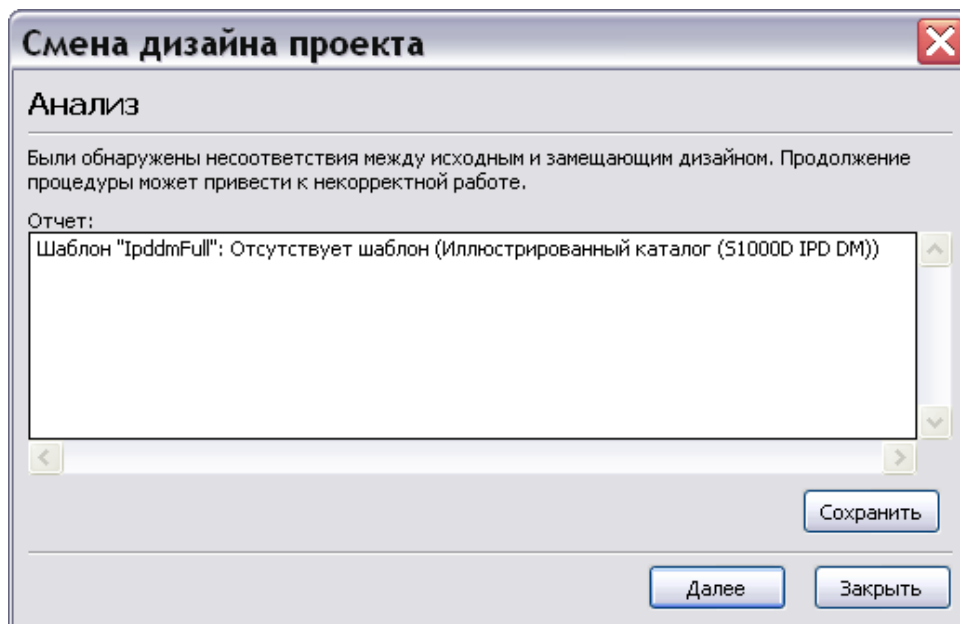 Смена дизайна проекта
Анализ
Были обнаружены несоответствия между исходным и замещающим дизайном. Продолжение
процедуры может привести к некорректной работе.
Отчет:
Шаблон "IpddmFull": Отсутствует шаблон (Иллюстрированный каталог (S1000D IPD DM))
Сохранить
Далее
Закрыть